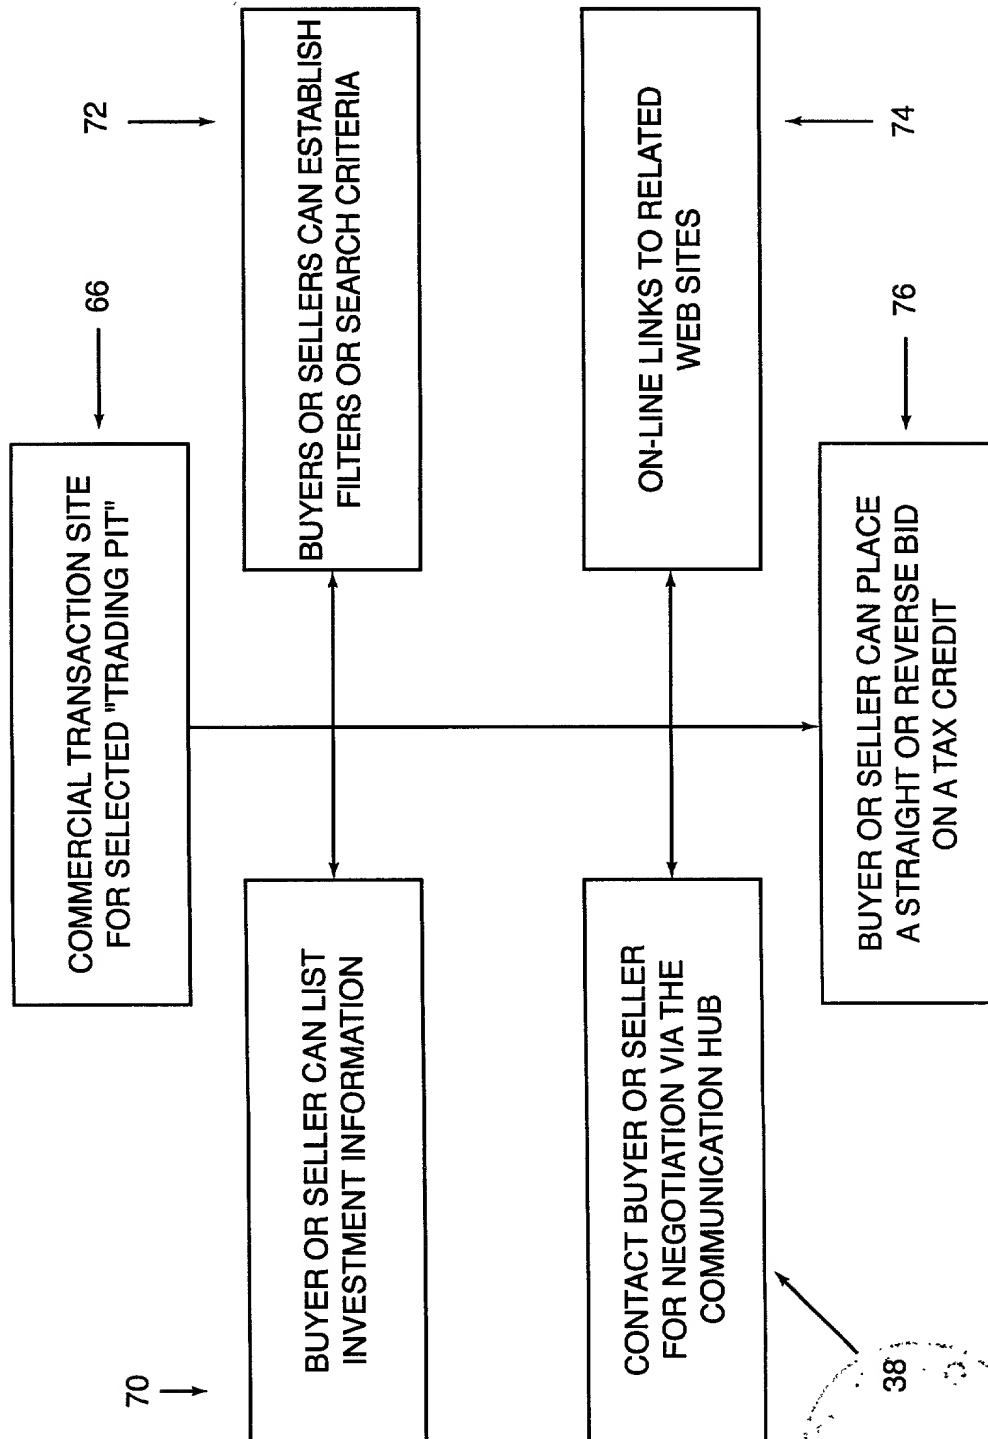 66
COMMERCIAL TRANSACTION SITE
FOR SELECTED "TRADING PIT"
70
BUYER OR SELLER CAN LIST
INVESTMENT INFORMATION
72
BUYERS OR SELLERS CAN ESTABLISH
FILTERS OR SEARCH CRITERIA
38
CONTACT BUYER OR SELLER
FOR NEGOTIATION VIA THE
COMMUNICATION HUB
74
ON-LINE LINKS TO RELATED
WEB SITES
76
BUYER OR SELLER CAN PLACE
A STRAIGHT OR REVERSE BID
ON A TAX CREDIT